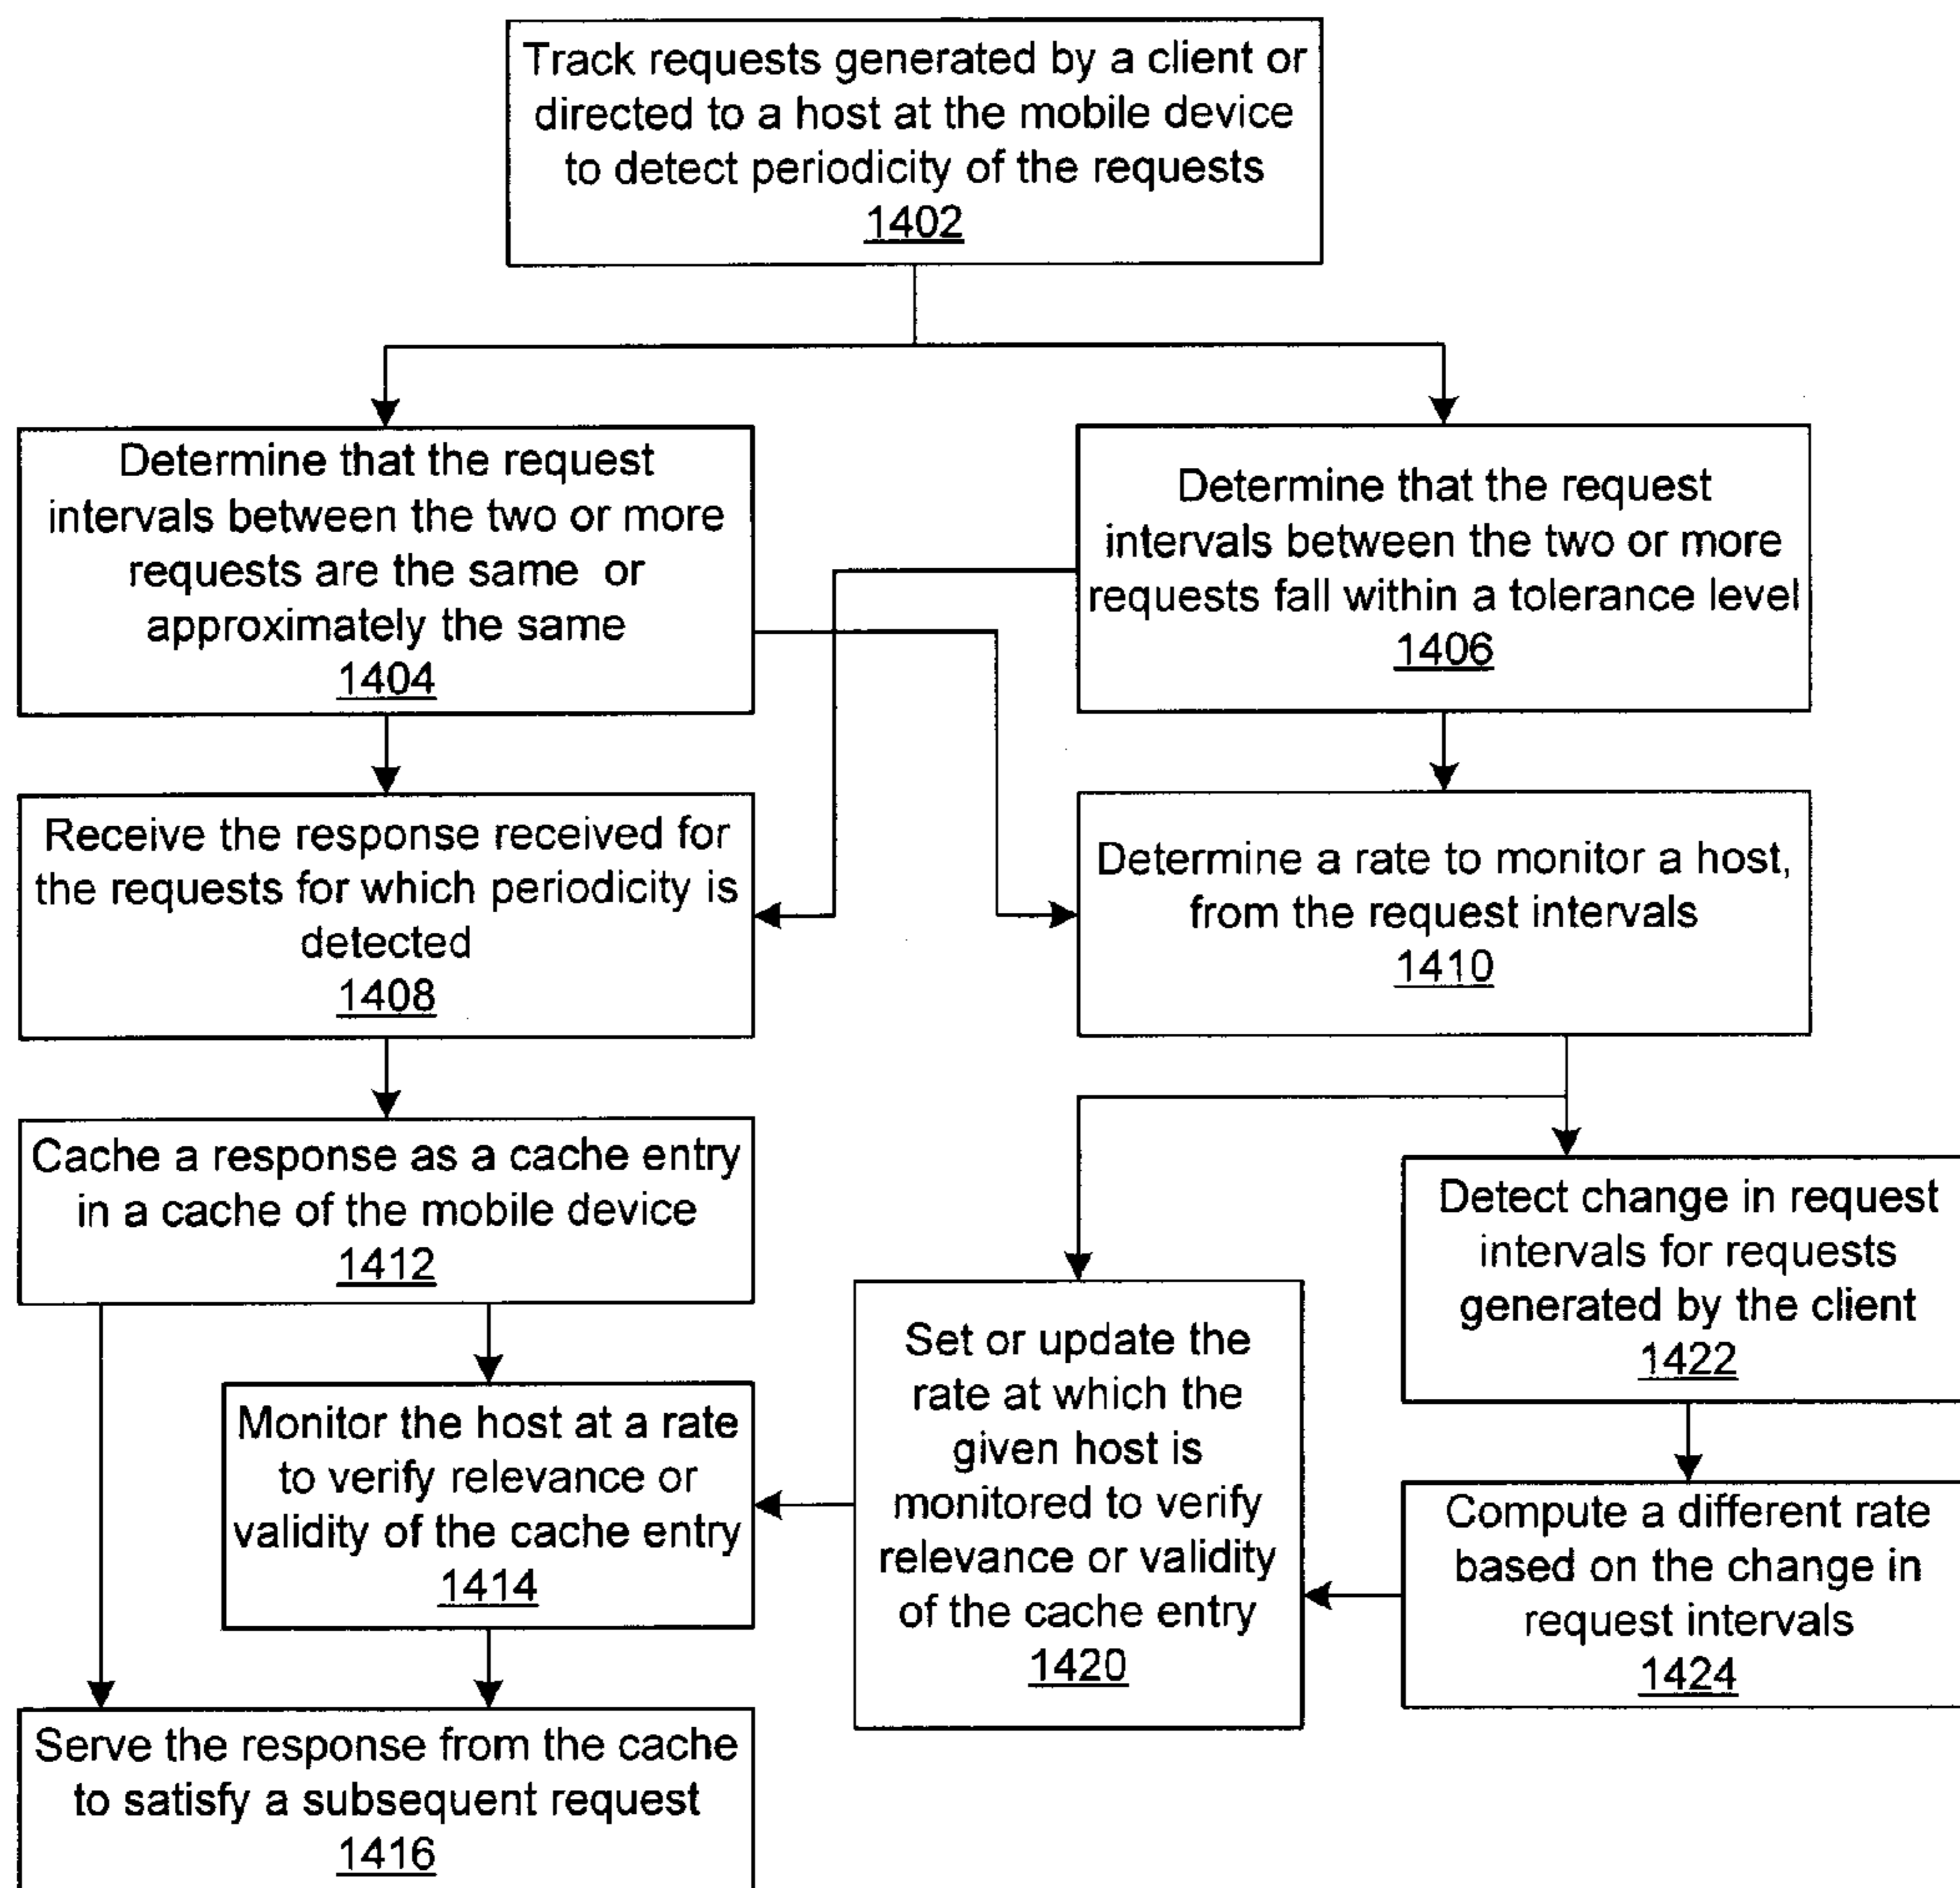 Track requests generated by a client or
directed to a host at the mobile device
to detect periodicity of the requests
1402
Determine that the request
intervals between the two or more
requests are the same or
approximately the same
1404
Determine that the request
intervals between the two or more
requests fall within a tolerance level
1406
Receive the response received for
the requests for which periodicity is
detected
1408
Determine a rate to monitor a host,
from the request intervals
1410
Cache a response as a cache entry
in a cache of the mobile device
1412
Detect change in request
intervals for requests
generated by the client
1422
Set or update the
rate at which the
given host is
monitored to verify
relevance or validity
of the cache entry
1420
Monitor the host at a rate
to verify relevance or
validity of the cache entry
1414
Compute a different rate
based on the change in
request intervals
1424
Serve the response from the cache
to satisfy a subsequent request
1416